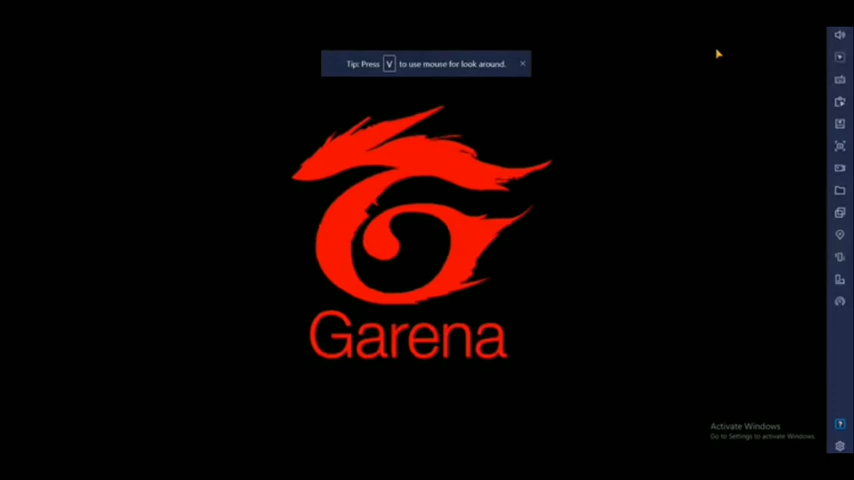 Tip: Press V to use mouse for look around.
Garena
Activate Windows
Go to Settings to activate Windows.